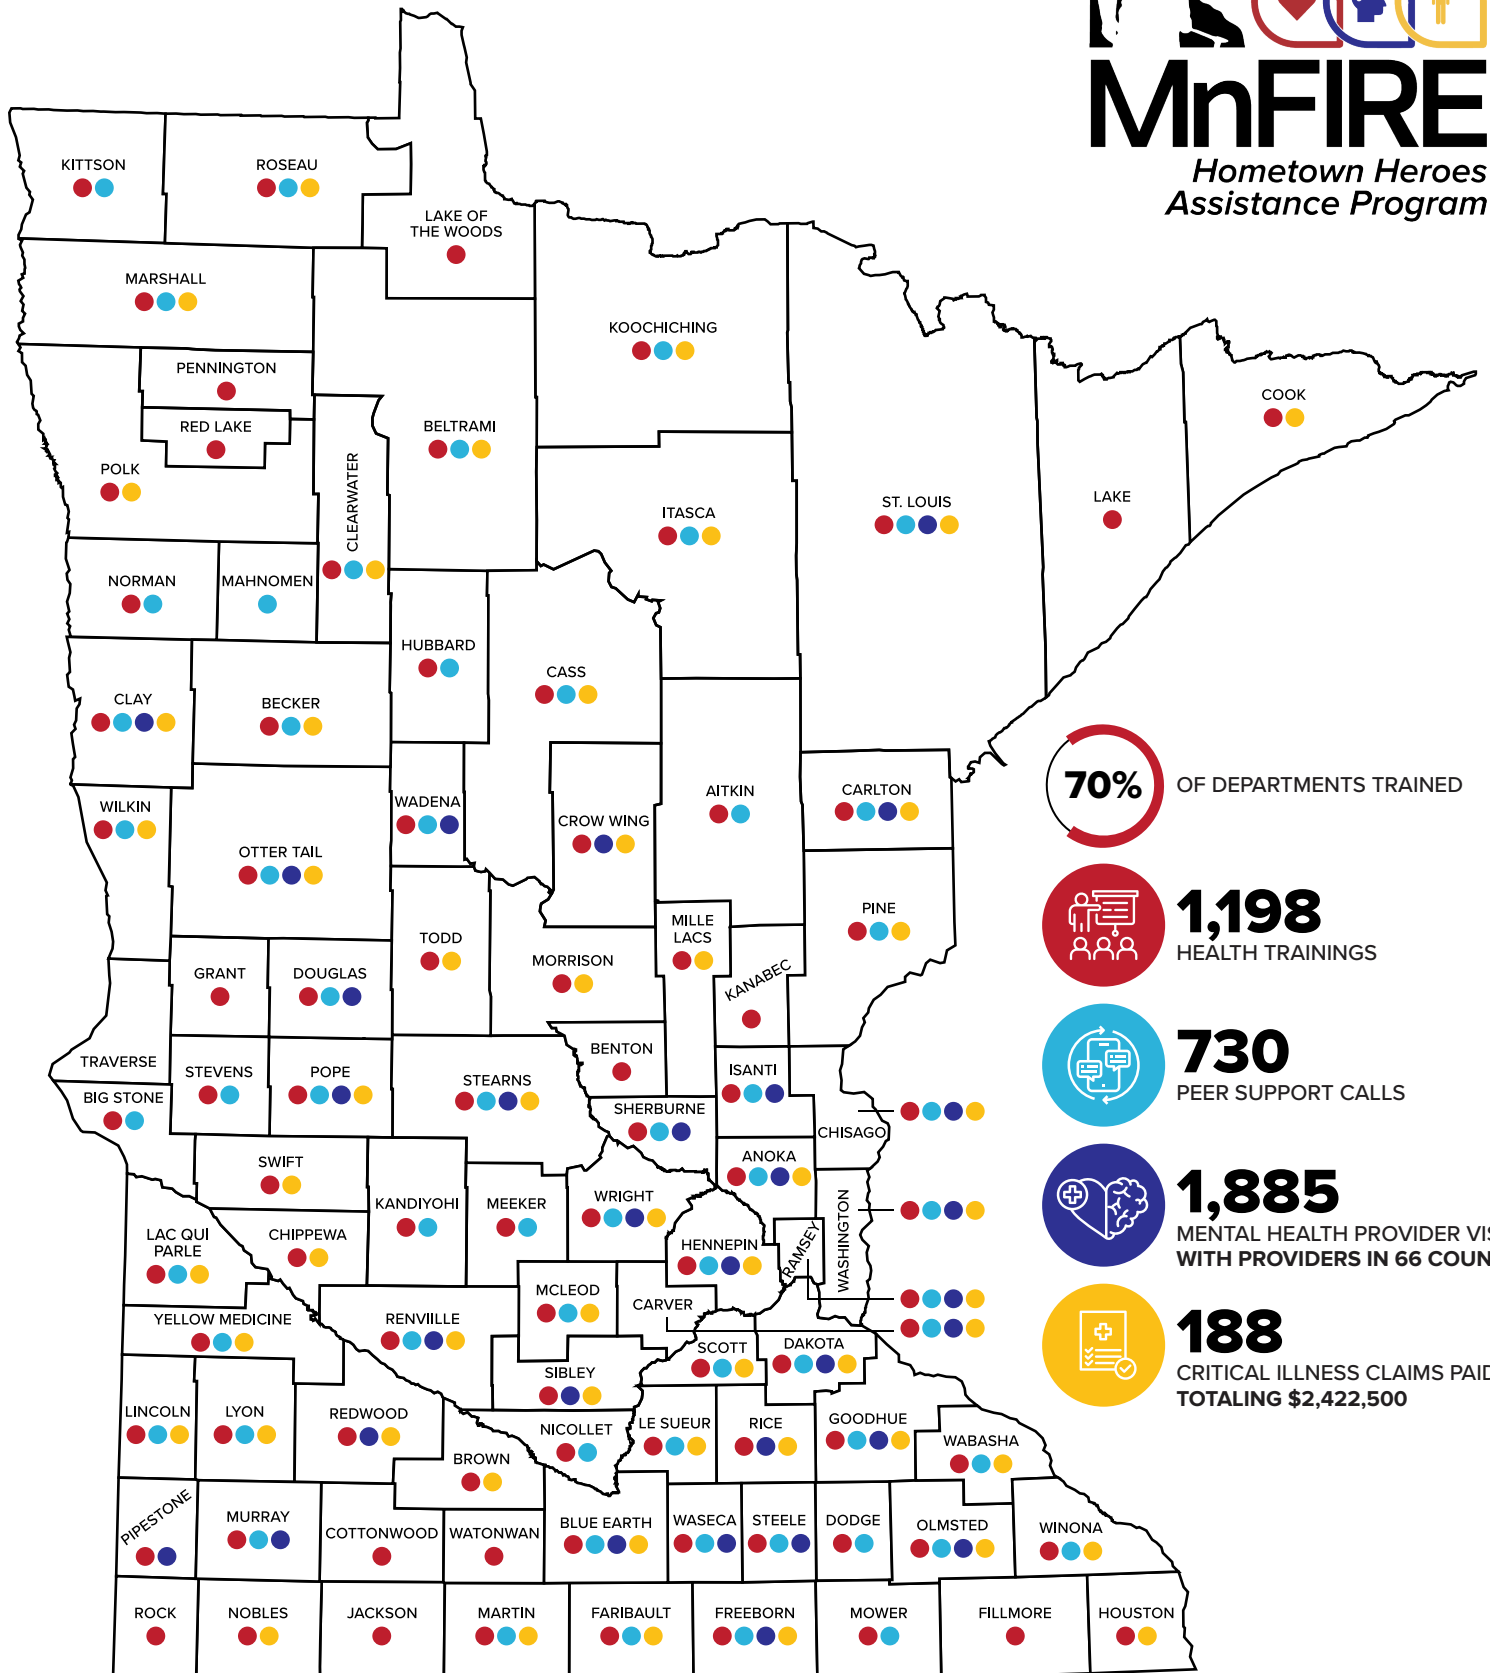 MnFIRE
Hometown Heroes
Assistance Program
KITTSON
ROSEAU
LAKE OF
THE WOODS
MARSHALL
KOOCHICHING
PENNINGTON
RED LAKE
BELTRAMI
COOK
POLK
CLEARWATER
ITASCA
ST. LOUIS
LAKE
NORMAN
MAHNOMEN
HUBBARD
CASS
CLAY
BECKER
WILKIN
WADENA
CROW WING
AITKIN
CARLTON
OTTER TAIL
TODD
MORRISON
MILLE
LACS
PINE
GRANT
DOUGLAS
KANABEC
TRAVERSE
STEVENS
POPE
STEARNS
BENTON
ISANTI
BIG STONE
SHERBURNE
CHISAGO
SWIFT
ANOKA
KANDIYOHI
MEEKER
WRIGHT
WASHINGTON
LAC QUI
PARLE
CHIPPEWA
HENNEPIN
RAMSEY
MCLEOD
CARVER
YELLOW MEDICINE
RENVILLE
SCOTT
DAKOTA
SIBLEY
LINCOLN
LYON
REDWOOD
NICOLLET
LE SUEUR
RICE
GOODHUE
WABASHA
BROWN
PIPESTONE
MURRAY
COTTONWOOD
WATONWAN
BLUE EARTH
WASECA
STEELE
DODGE
OLMSTED
WINONA
ROCK
NOBLES
JACKSON
MARTIN
FARIBAULT
FREEBORN
MOWER
FILLMORE
HOUSTON
70%
OF DEPARTMENTS TRAINED
1,198
HEALTH TRAININGS
730
PEER SUPPORT CALLS
1,885
MENTAL HEALTH PROVIDER VIS
WITH PROVIDERS IN 66 COUN
188
CRITICAL ILLNESS CLAIMS PAID
TOTALING $2,422,500